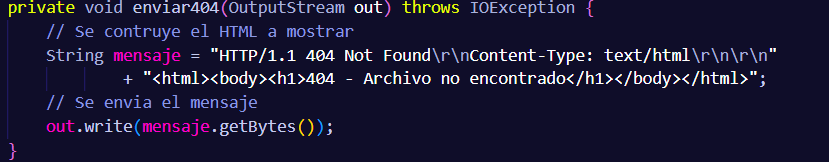 private void enviar404(OutputStream out) throws IOException {
// Se contruye el HTML a mostrar
String mensaje = "HTTP/1.1 404 Not Found\r\nContent-Type: text/html\r\n\r\n"
+ "<html><body><h1>404 - Archivo no encontrado</h1></body></html>";
// Se envia el mensaje
out.write(mensaje.getBytes());
}